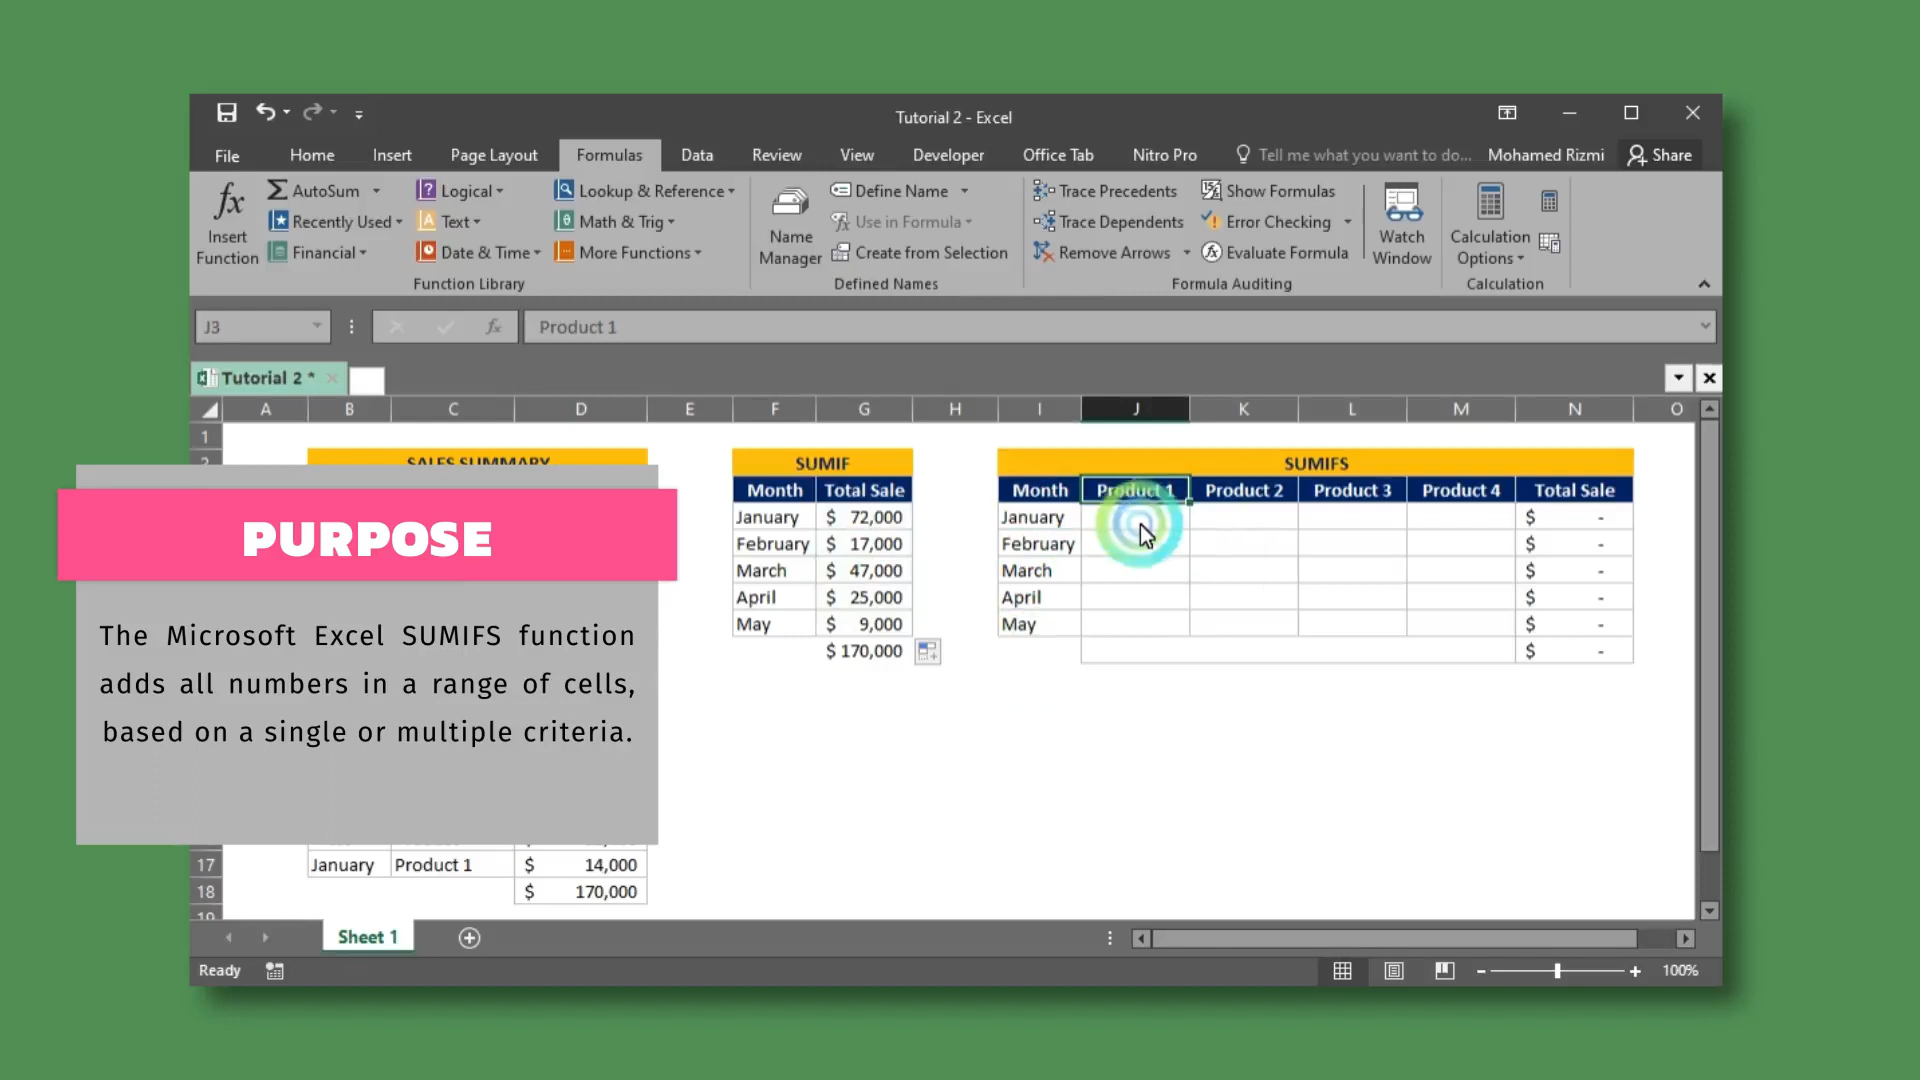 Tutorial 2 - Excel
File Home Insert Page Layout Formulas Data Review View Developer Office Tab Nitro Pro Tell me what you want to do... Mohamed Rizmi Share
AutoSum Logical Lookup & Reference Define Name Trace Precedents Show Formulas
Recently Used Text Math & Trig Use in Formula Trace Dependents Error Checking
Financial Date & Time More Functions Create from Selection Remove Arrows Evaluate Formula
Insert
Function
Name
Manager
Watch
Window
Calculation
Options
Function Library Defined Names Formula Auditing Calculation
J3 fx Product 1
Tutorial 2 *
A B C D E F G H I J K L M N O
1
2 SALES SUMMARY SUMIF SUMIFS
Month Total Sale Month Product 1 Product 2 Product 3 Product 4 Total Sale
January $ 72,000 January $ -
February $ 17,000 February $ -
March $ 47,000 March $ -
April $ 25,000 April $ -
May $ 9,000 May $ -
$ 170,000 $ -
PURPOSE
The Microsoft Excel SUMIFS function
adds all numbers in a range of cells,
based on a single or multiple criteria.
17 January Product 1 $ 14,000
18 $ 170,000
19
Sheet 1
Ready 100%